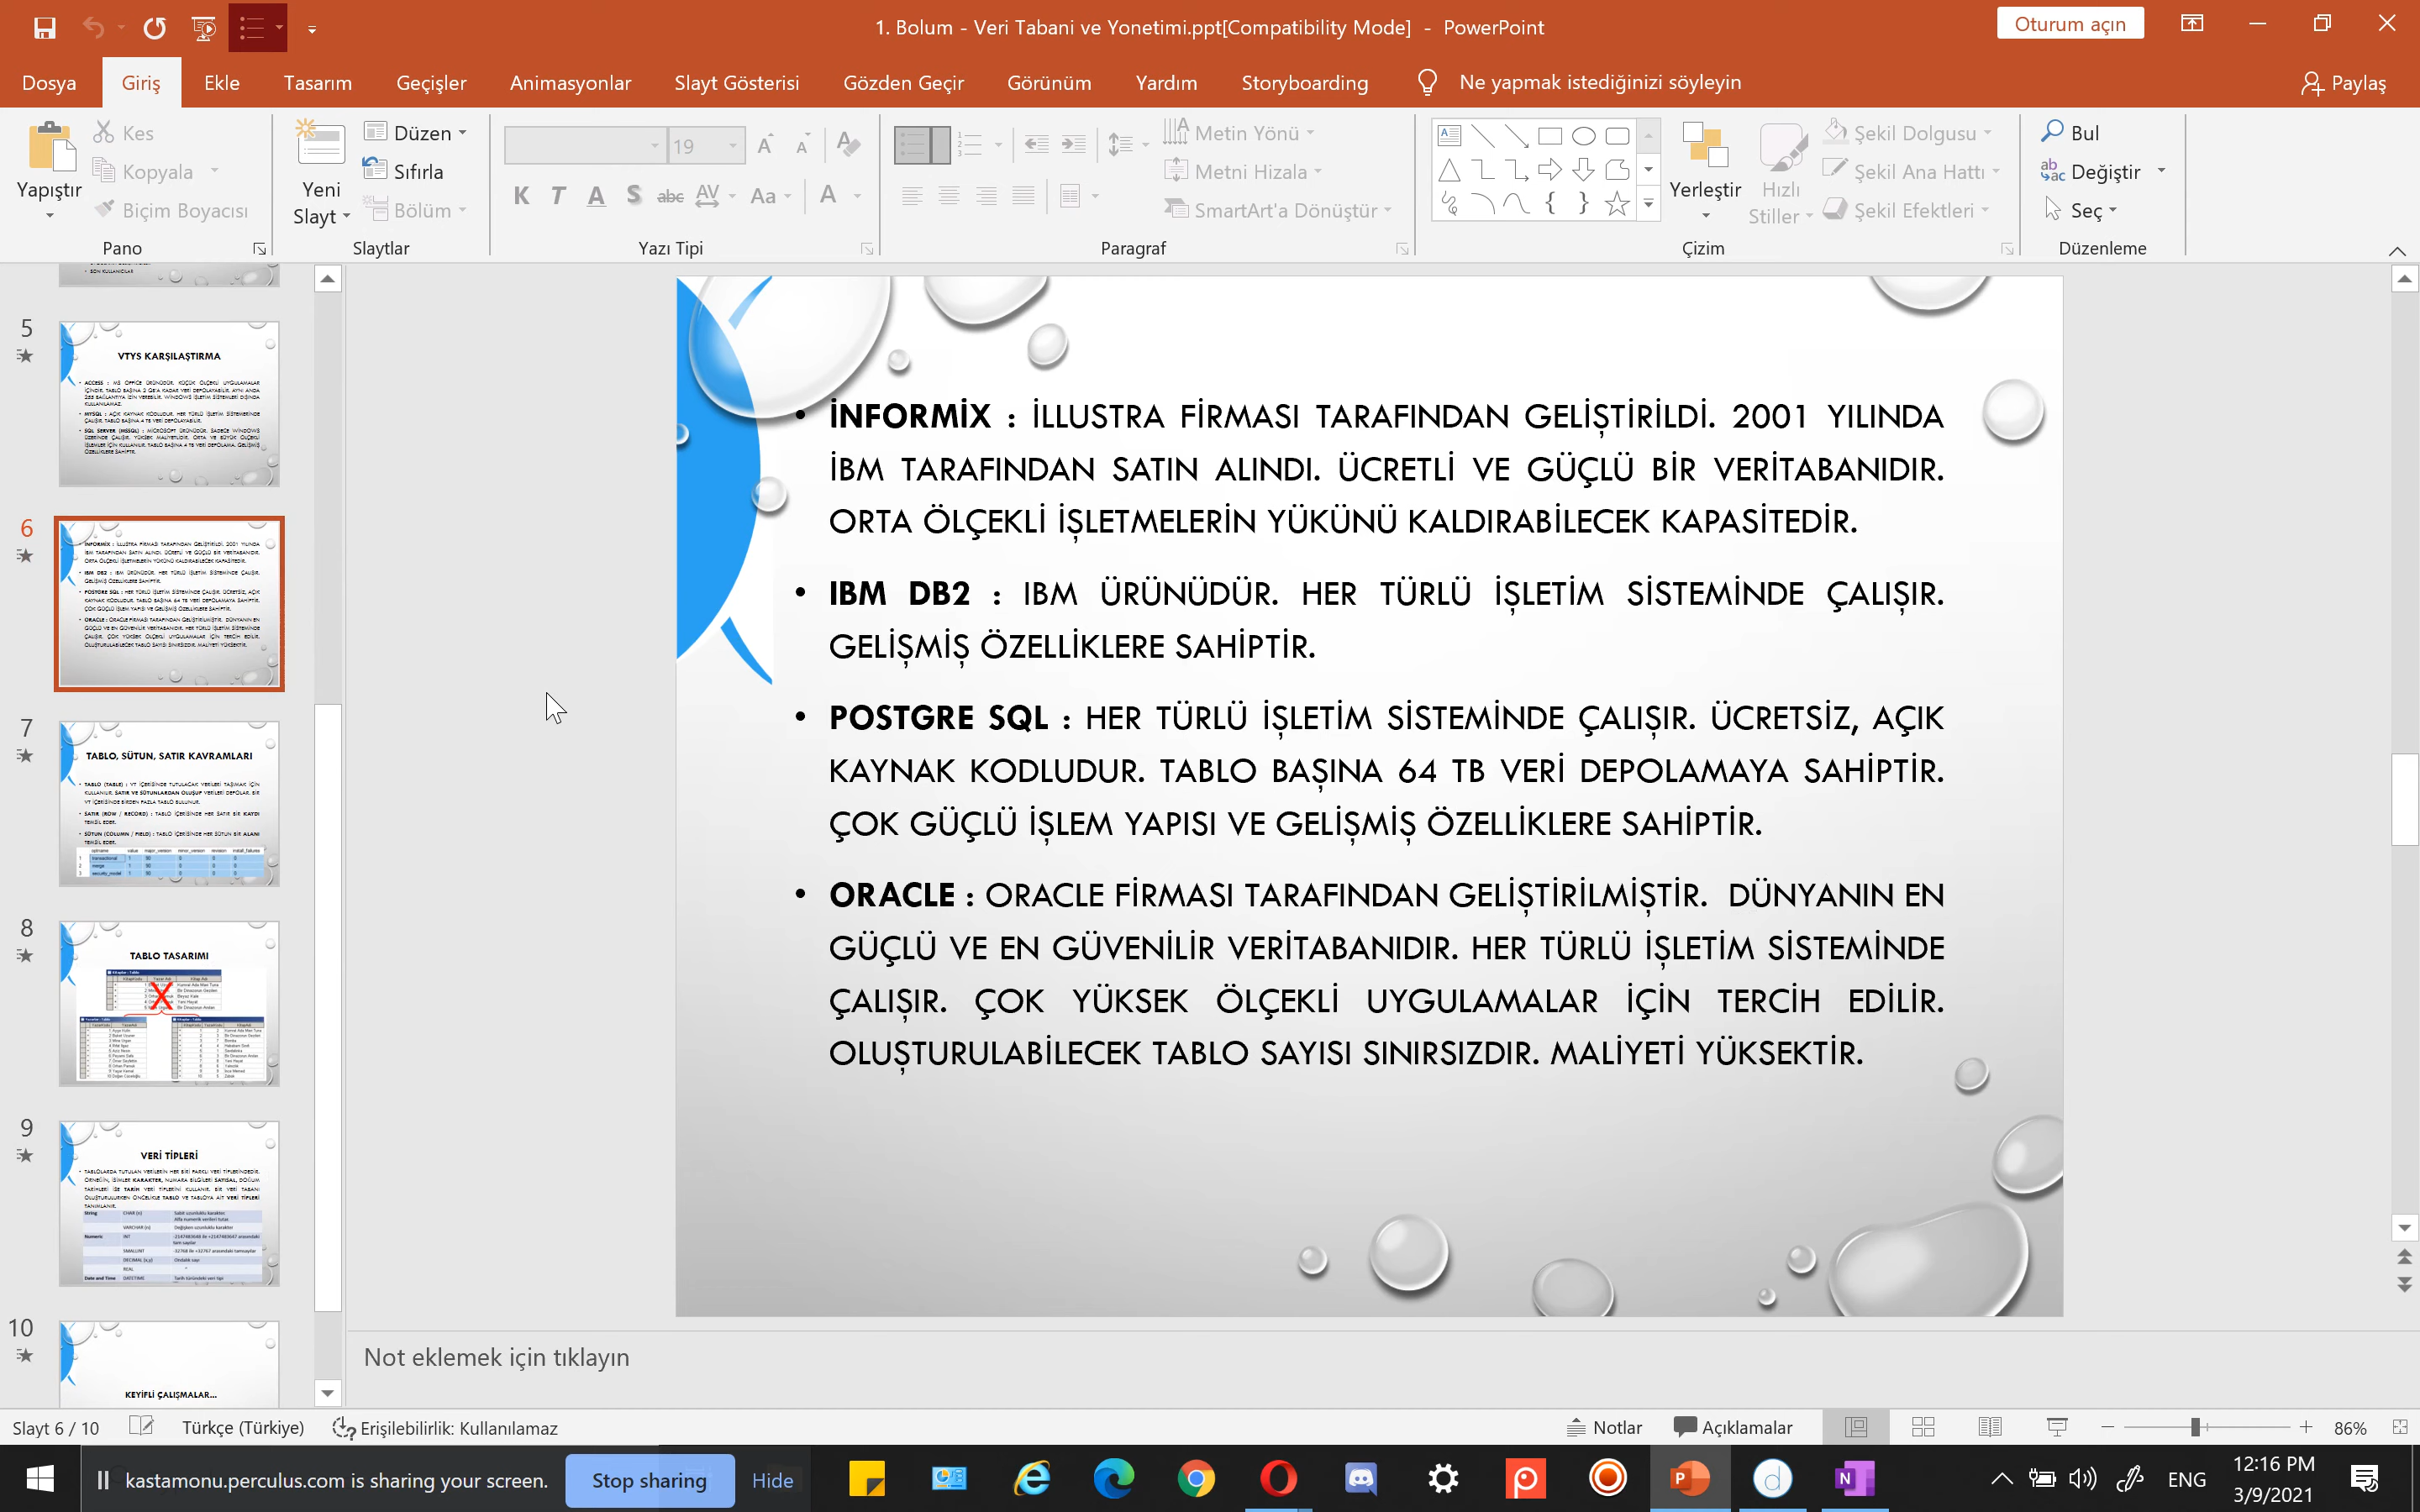 1. Bolum - Veri Tabani ve Yonetimi.ppt[Compatibility Mode] - PowerPoint
Oturum açın
Dosya Giriş Ekle Tasarım Geçişler Animasyonlar Slayt Gösterisi Gözden Geçir Görünüm Yardım Storyboarding Ne yapmak istediğinizi söyleyin Paylaş
Yapıştır
Kes
Kopyala
Biçim Boyacısı
Pano
Yeni Slayt
Düzen
Sıfırla
Bölüm
Slaytlar
19
K T A S abc AV Aa A
Yazı Tipi
Metin Yönü
Metni Hizala
SmartArt'a Dönüştür
Paragraf
Yerleştir
Hızlı Stiller
Şekil Dolgusu
Şekil Ana Hattı
Şekil Efektleri
Çizim
Bul
Değiştir
Seç
Düzenleme
SON KULLANICILAR
5
VTYS KARŞILAŞTIRMA
6
7
TABLO, SÜTUN, SATIR KAVRAMLARI
8
TABLO TASARIMI
9
VERİ TİPLERİ
10
KEYİFLİ ÇALIŞMALAR...
• İNFORMİX : İLLUSTRA FİRMASI TARAFINDAN GELİŞTİRİLDİ. 2001 YILINDA
İBM TARAFINDAN SATIN ALINDI. ÜCRETLİ VE GÜÇLÜ BİR VERİTABANIDIR.
ORTA ÖLÇEKLİ İŞLETMELERİN YÜKÜNÜ KALDIRABİLECEK KAPASİTEDİR.
• IBM DB2 : IBM ÜRÜNÜDÜR. HER TÜRLÜ İŞLETİM SİSTEMİNDE ÇALIŞIR.
GELİŞMİŞ ÖZELLİKLERE SAHİPTİR.
• POSTGRE SQL : HER TÜRLÜ İŞLETİM SİSTEMİNDE ÇALIŞIR. ÜCRETSİZ, AÇIK
KAYNAK KODLUDUR. TABLO BAŞINA 64 TB VERİ DEPOLAMAYA SAHİPTİR.
ÇOK GÜÇLÜ İŞLEM YAPISI VE GELİŞMİŞ ÖZELLİKLERE SAHİPTİR.
• ORACLE : ORACLE FİRMASI TARAFINDAN GELİŞTİRİLMİŞTİR. DÜNYANIN EN
GÜÇLÜ VE EN GÜVENİLİR VERİTABANIDIR. HER TÜRLÜ İŞLETİM SİSTEMİNDE
ÇALIŞIR. ÇOK YÜKSEK ÖLÇEKLİ UYGULAMALAR İÇİN TERCİH EDİLİR.
OLUŞTURULABİLECEK TABLO SAYISI SINIRSIZDIR. MALİYETİ YÜKSEKTİR.
Not eklemek için tıklayın
Slayt 6 / 10 Türkçe (Türkiye) Erişilebilirlik: Kullanılamaz Notlar Açıklamalar 86%
kastamonu.perculus.com is sharing your screen. Stop sharing Hide
ENG
12:16 PM
3/9/2021